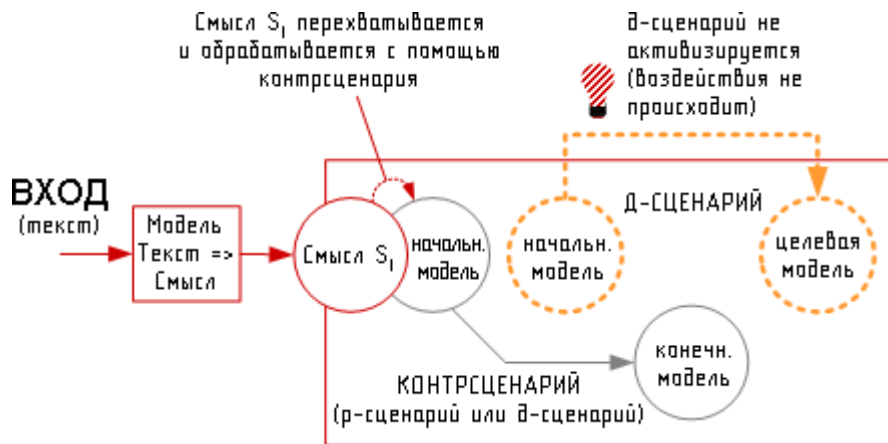 Смысл S₁ перехватывается
и обрабатывается с помощью
контрсценария
д-сценарий не
активизируется
(воздействия не
происходит)
ВХОД
(текст)
Модель
Текст =>
Смысл
Смысл S₁
начальн.
модель
начальн.
модель
Д-СЦЕНАРИЙ
целевая
модель
конечн.
модель
КОНТРСЦЕНАРИЙ
(р-сценарий или д-сценарий)